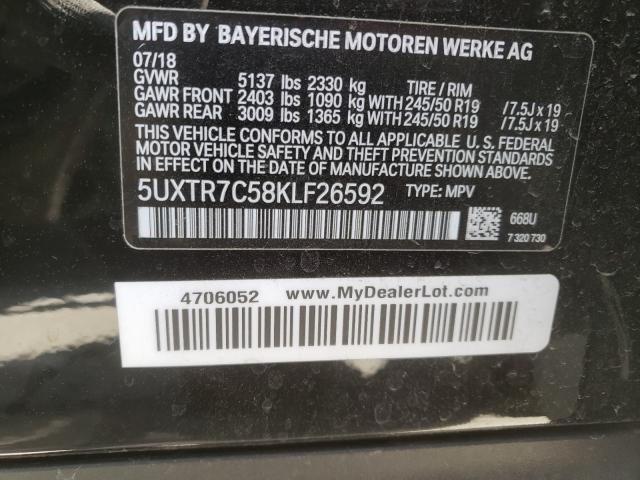 MFD BY BAYERISCHE MOTOREN WERKE AG
07/18
GVWR 5137 lbs 2330 kg TIRE / RIM
GAWR FRONT 2403 lbs 1090 kg WITH 245/50 R19 /7.5J x 19
GAWR REAR 3009 lbs 1365 kg WITH 245/50 R19 /7.5J x 19
THIS VEHICLE CONFORMS TO ALL APPLICABLE U. S. FEDERAL
MOTOR VEHICLE SAFETY AND THEFT PREVENTION STANDARDS
IN EFFECT ON THE DATE OF MANUFACTURE SHOWN ABOVE.
5UXTR7C58KLF26592 TYPE: MPV
668U
7 320 730
4706052 www.MyDealerLot.com